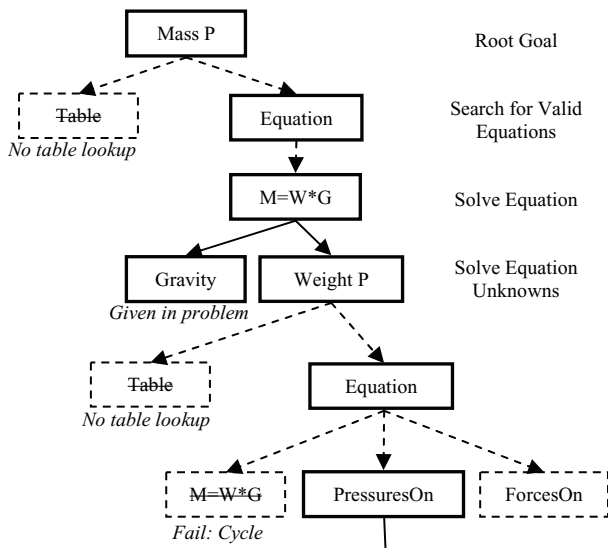 Mass P
Root Goal
Table
Equation
Search for Valid
Equations
No table lookup
M=W*G
Solve Equation
Gravity
Weight P
Solve Equation
Unknowns
Given in problem
Table
Equation
No table lookup
M=W*G
PressuresOn
ForcesOn
Fail: Cycle